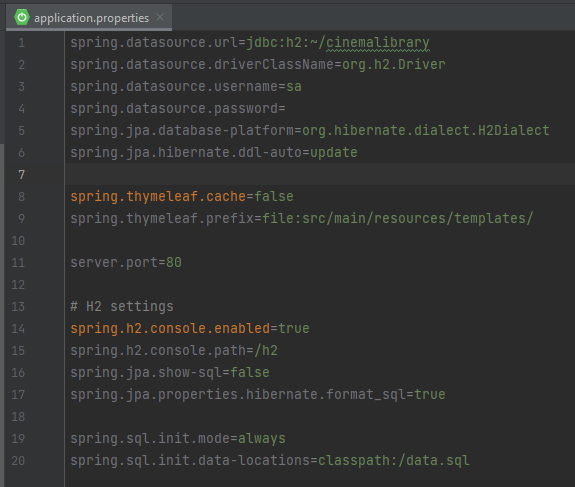 application.properties
1 spring.datasource.url=jdbc:h2:~/cinemalibrary
2 spring.datasource.driverClassName=org.h2.Driver
3 spring.datasource.username=sa
4 spring.datasource.password=
5 spring.jpa.database-platform=org.hibernate.dialect.H2Dialect
6 spring.jpa.hibernate.ddl-auto=update
7
8 spring.thymeleaf.cache=false
9 spring.thymeleaf.prefix=file:src/main/resources/templates/
10
11 server.port=80
12
13 # H2 settings
14 spring.h2.console.enabled=true
15 spring.h2.console.path=/h2
16 spring.jpa.show-sql=false
17 spring.jpa.properties.hibernate.format_sql=true
18
19 spring.sql.init.mode=always
20 spring.sql.init.data-locations=classpath:/data.sql